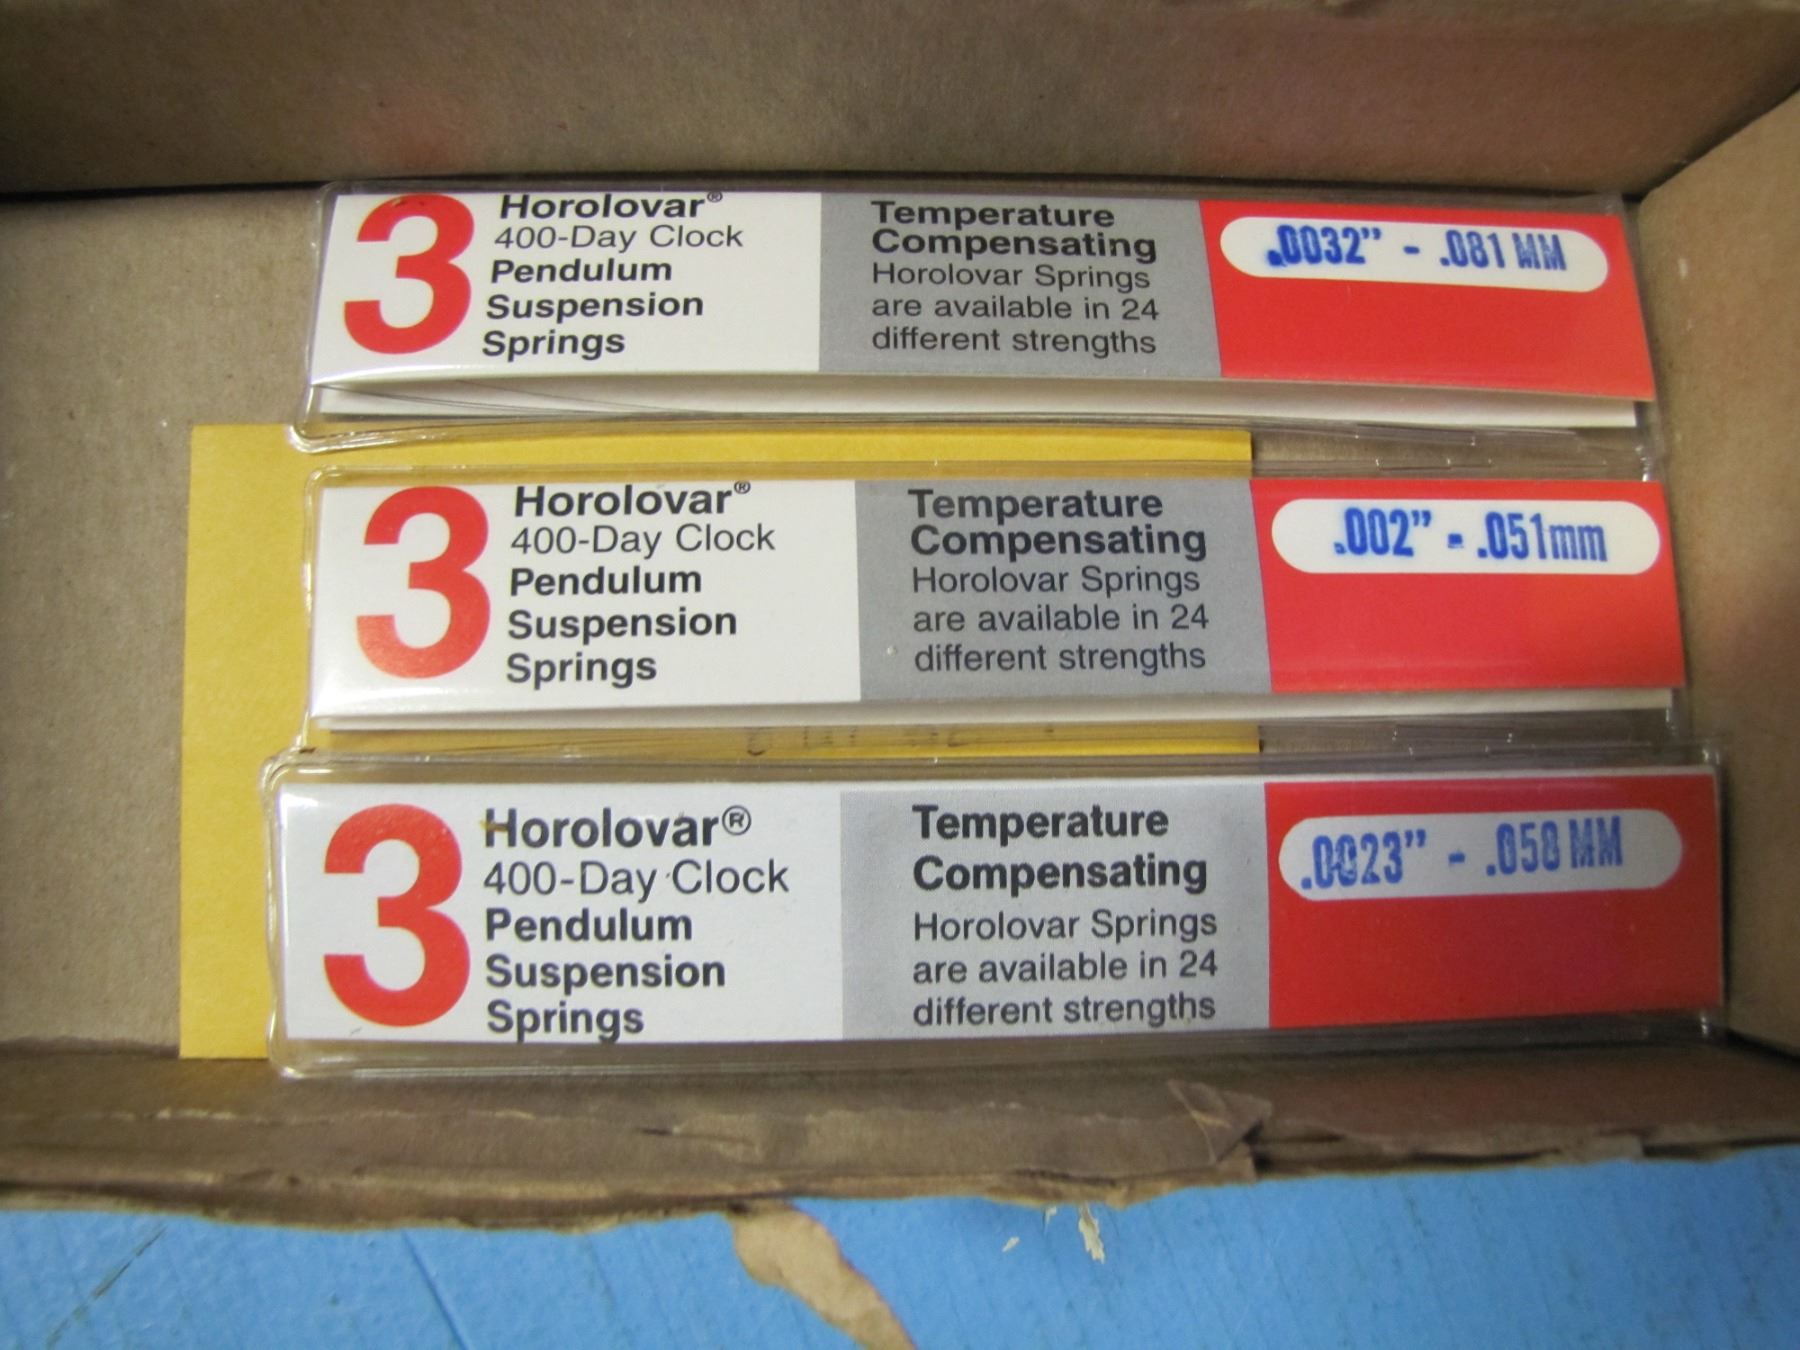 3
Horolovar®
400-Day Clock
Pendulum
Suspension
Springs
Temperature
Compensating
Horolovar Springs
are available in 24
different strengths
.0032” - .081 MM
3
Horolovar®
400-Day Clock
Pendulum
Suspension
Springs
Temperature
Compensating
Horolovar Springs
are available in 24
different strengths
.002” - .051mm
3
Horolovar®
400-Day Clock
Pendulum
Suspension
Springs
Temperature
Compensating
Horolovar Springs
are available in 24
different strengths
.0023” - .058 MM